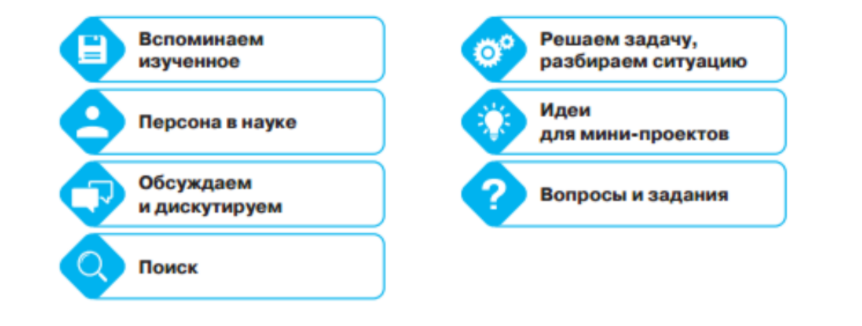 Вспоминаем
изученное
Персона в науке
Обсуждаем
и дискутируем
Поиск
Решаем задачу,
разбираем ситуацию
Идеи
для мини-проектов
Вопросы и задания